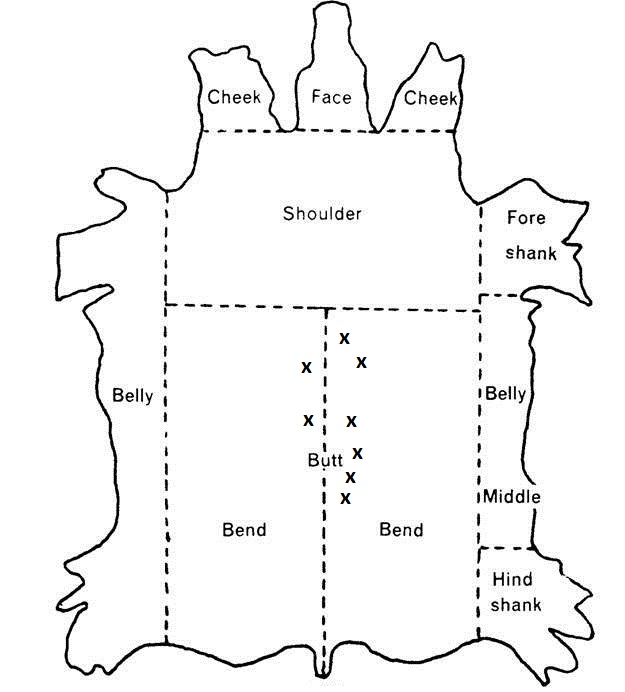 Cheek
Face
Cheek
Shoulder
Fore
shank
x
x
x
Belly
Belly
x
x
x
Butt
x
x
Middle
Bend
Bend
Hind
shank